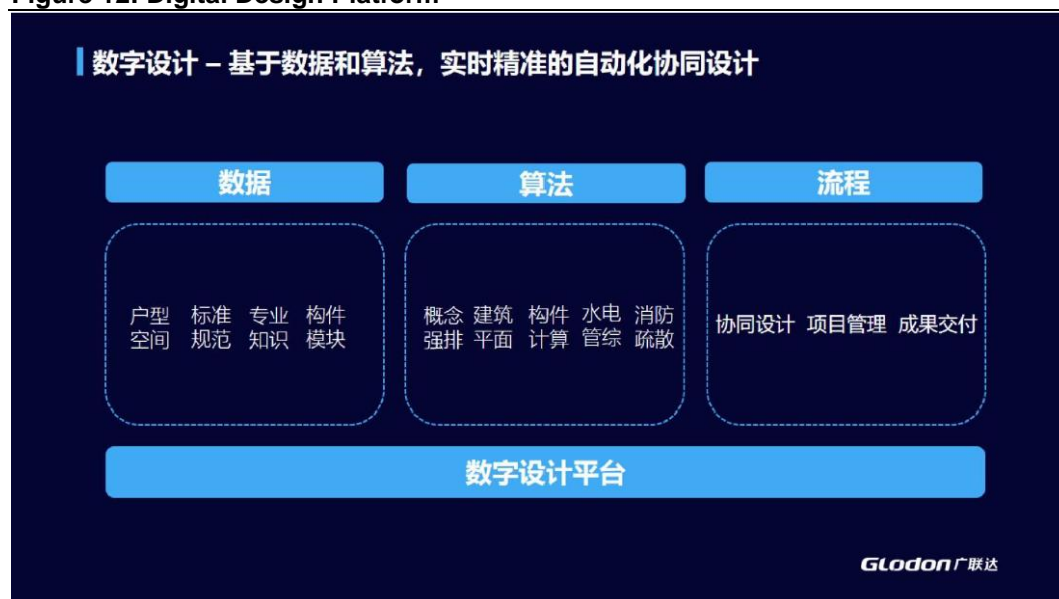 Figure 12: Digital Design Platform
数字设计 – 基于数据和算法，实时精准的自动化协同设计
数据
算法
流程
户型 标准 专业 构件
空间 规范 知识 模块
概念 建筑 构件 水电 消防
强排 平面 计算 管综 疏散
协同设计 项目管理 成果交付
数字设计平台
GLodon广联达